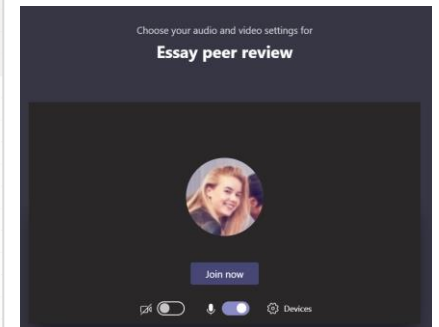 Choose your audio and video settings for
Essay peer review
Join now
Devices